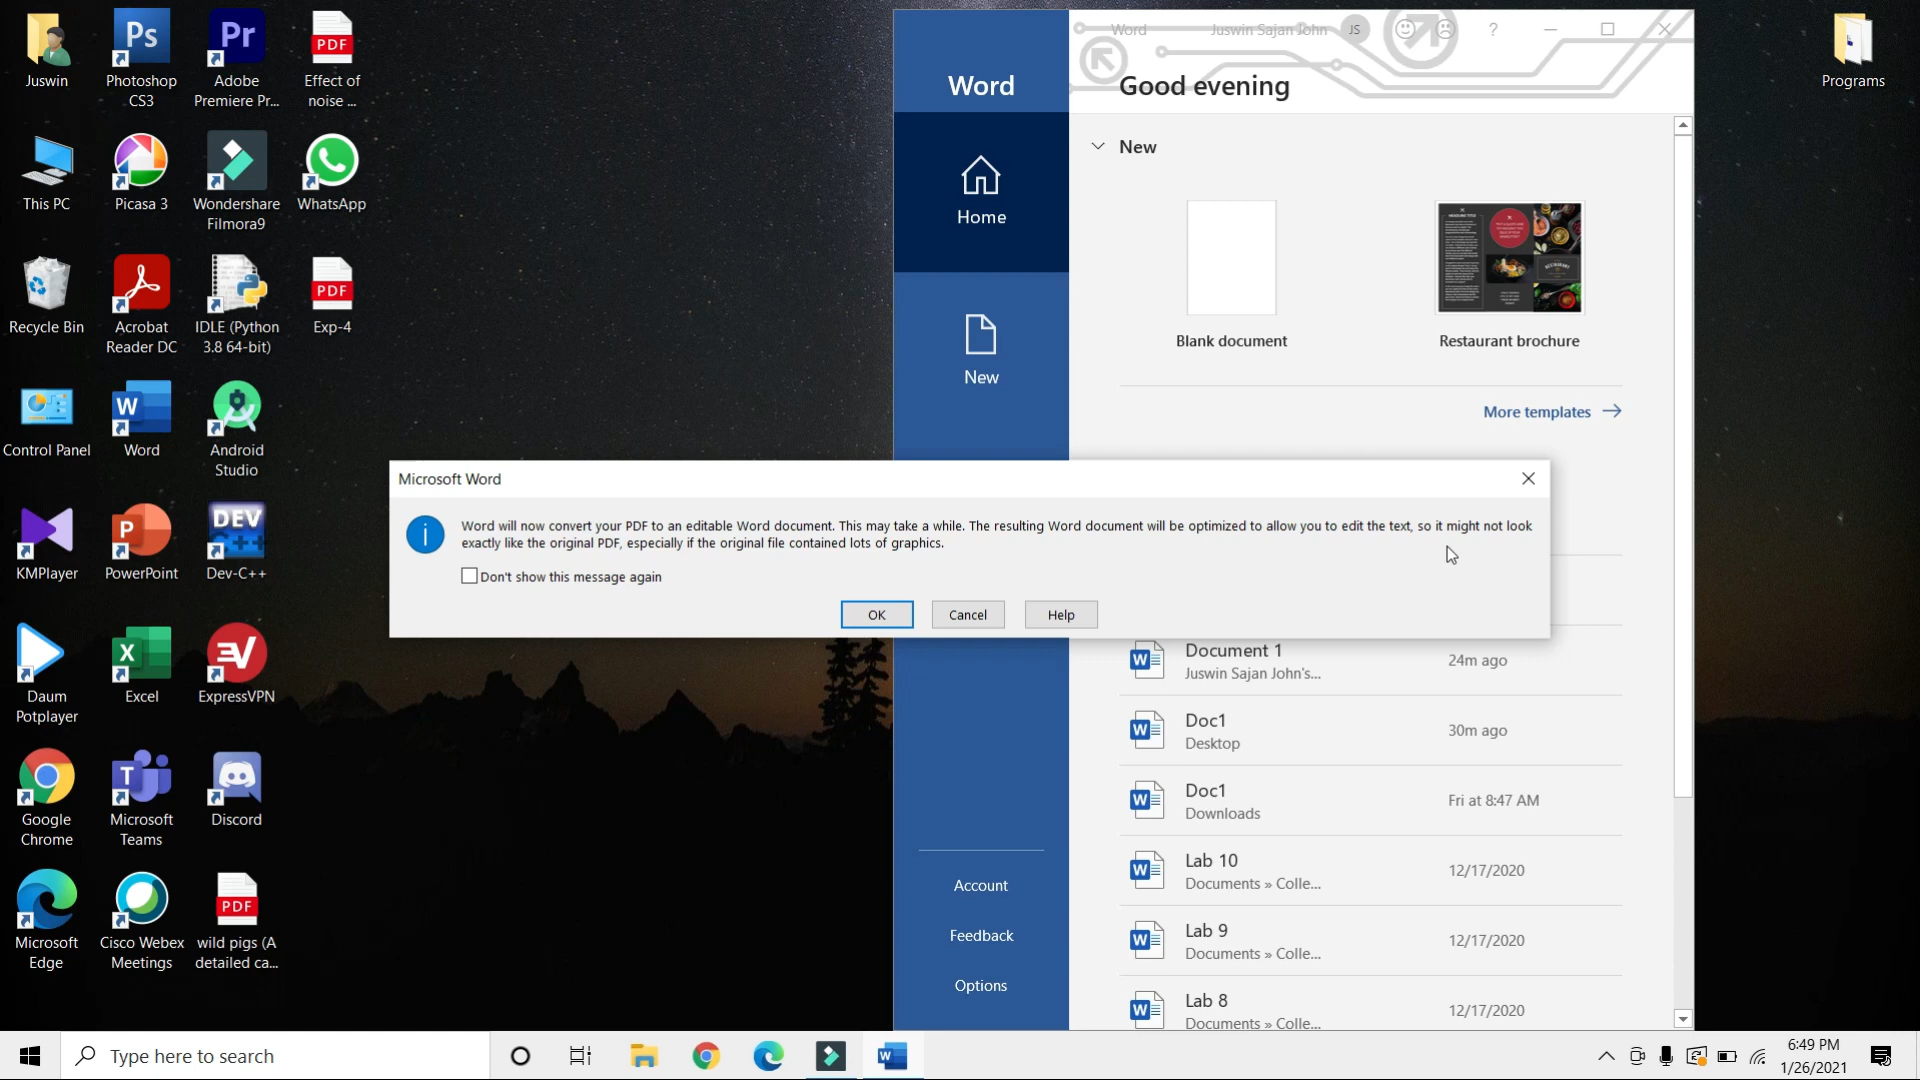 Juswin
Photoshop
CS3
Adobe
Premiere Pr...
Effect of
noise ...
This PC
Picasa 3
Wondershare
Filmora9
WhatsApp
Recycle Bin
Acrobat
Reader DC
IDLE (Python
3.8 64-bit)
Exp-4
Control Panel
Word
Android
Studio
KMPlayer
PowerPoint
Dev-C++
Daum
Potplayer
Excel
ExpressVPN
Google
Chrome
Microsoft
Teams
Discord
Microsoft
Edge
Cisco Webex
Meetings
wild pigs (A
detailed ca...
Ps
Pr
PDF
PDF
W
P
DEV
C++
X
T
PDF
Programs
Word
Juswin Sajan John
JS
?
Word
Good evening
Home
New
New
Blank document
Restaurant brochure
More templates
Microsoft Word
Word will now convert your PDF to an editable Word document. This may take a while. The resulting Word document will be optimized to allow you to edit the text, so it might not look
exactly like the original PDF, especially if the original file contained lots of graphics.
Don't show this message again
OK
Cancel
Help
Document 1
Juswin Sajan John's...
24m ago
Doc1
Desktop
30m ago
Doc1
Downloads
Fri at 8:47 AM
Lab 10
Documents » Colle...
12/17/2020
Lab 9
Documents » Colle...
12/17/2020
Lab 8
Documents » Colle...
12/17/2020
Account
Feedback
Options
Type here to search
6:49 PM
1/26/2021